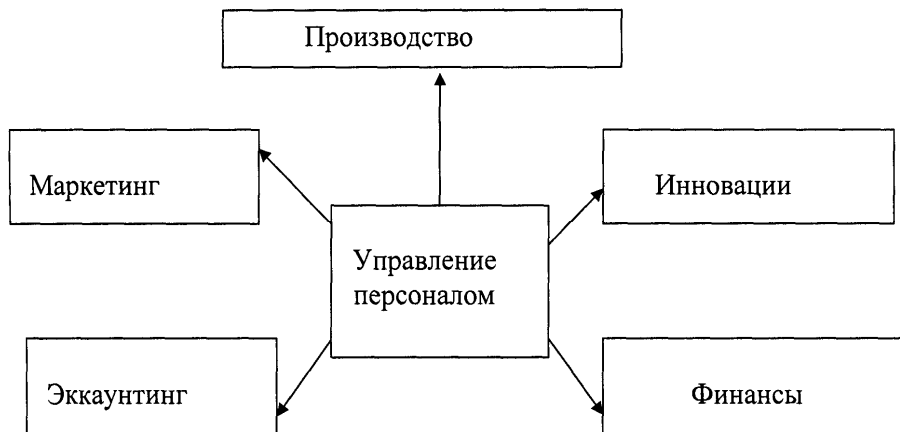 Производство
Маркетинг
Инновации
Управление
персоналом
Эккаунтинг
Финансы